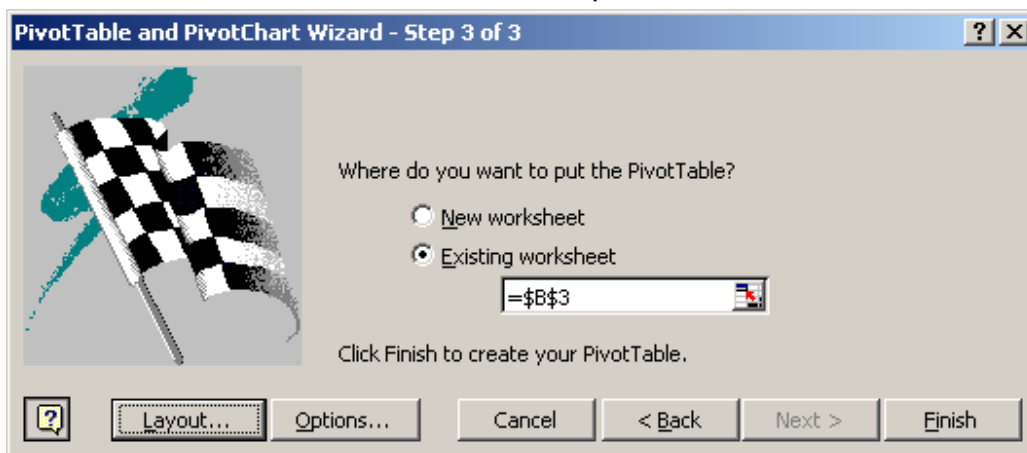 PivotTable and PivotChart Wizard - Step 3 of 3
Where do you want to put the PivotTable?
New worksheet
Existing worksheet
=$B$3
Click Finish to create your PivotTable.
Layout... Options... Cancel < Back Next > Finish